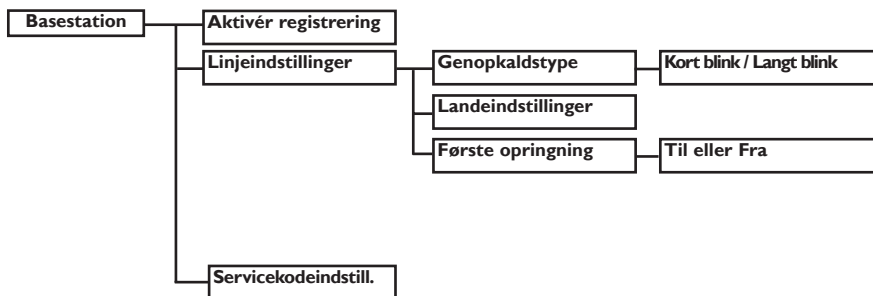 Basestation
Aktivér registrering
Linjeindstillinger
Genopkaldstype
Kort blink / Langt blink
Landeindstillinger
Første opringning
Til eller Fra
Servicekodeindstill.